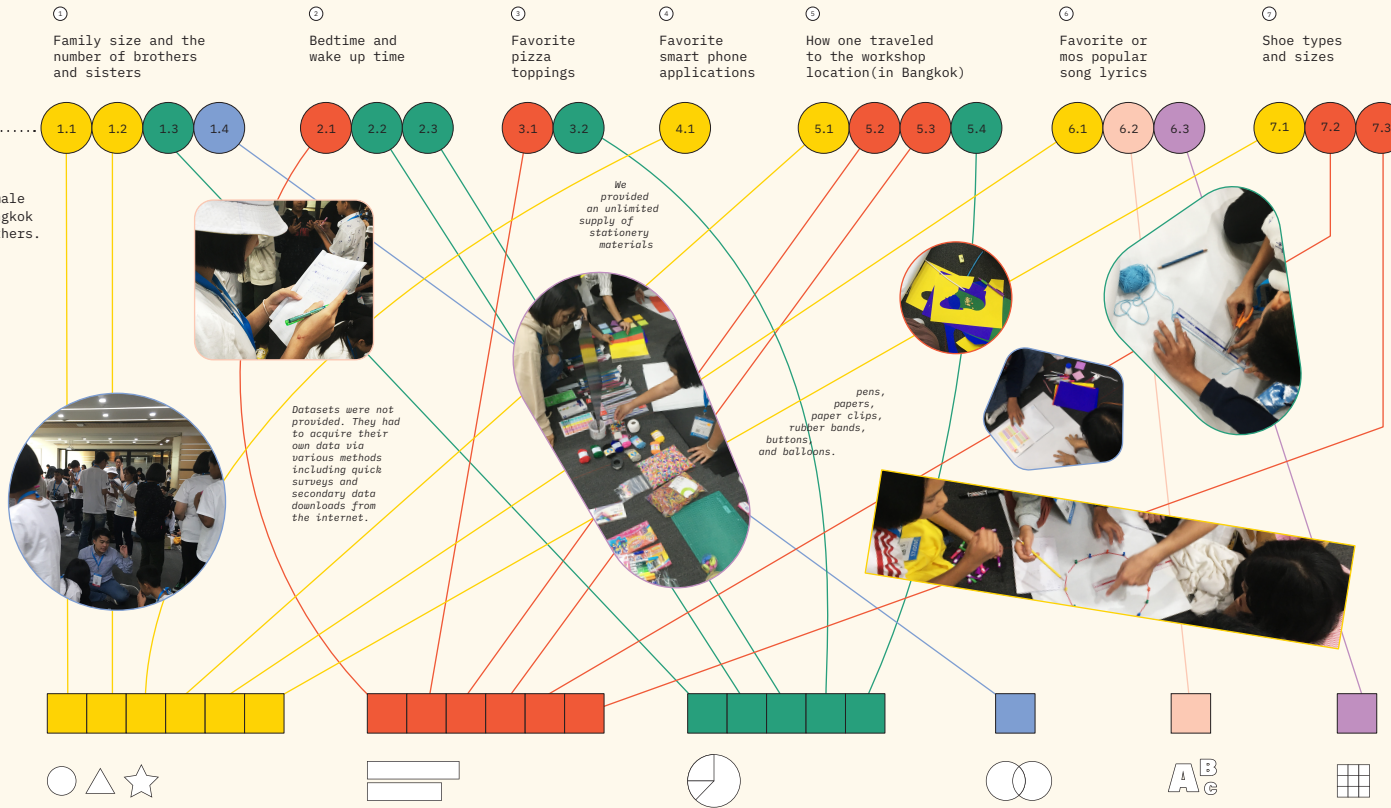 1
2
3
4
5
6
7
Family size and the
number of brothers
and sisters
Bedtime and
wake up time
Favorite
pizza
toppings
Favorite
smart phone
applications
How one traveled
to the workshop
location(in Bangkok)
Favorite or
mos popular
song lyrics
Shoe types
and sizes
1.1
1.2
1.3
1.4
2.1
2.2
2.3
3.1
3.2
4.1
5.1
5.2
5.3
5.4
6.1
6.2
6.3
7.1
7.2
7.3
ale
gkok
hers.
We
provided
an unlimited
supply of
stationery
materials
pens,
papers,
paper clips,
rubber bands,
buttons,
and balloons.
Datasets were not
provided. They had
to acquire their
own data via
various methods
including quick
surveys and
secondary data
downloads from
the internet.
A
B
c